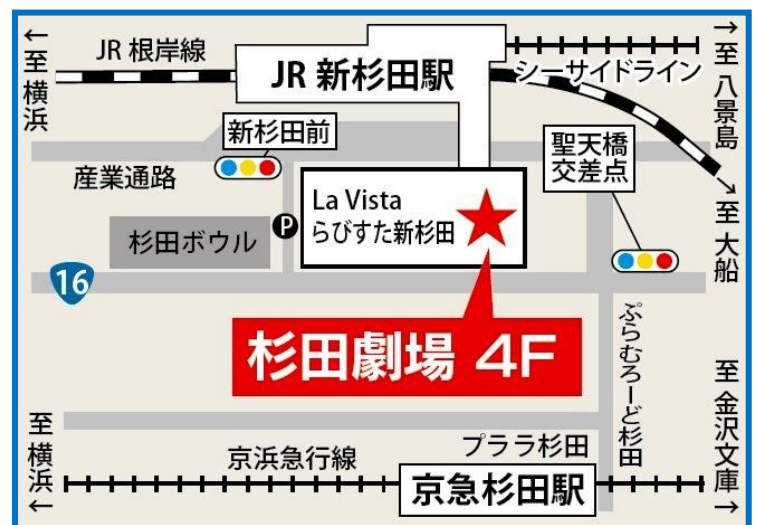 ←
至横浜
JR 根岸線
JR 新杉田駅
シーサイドライン
→
至 八景島
新杉田前
聖天橋
交差点
産業通路
La Vista
らびすた新杉田
P
杉田ボウル
→
至 大船
16
杉田劇場 4F
ぷらむろーど杉田
至 横浜
←
京浜急行線
プララ杉田
京急杉田駅
至 金沢文庫
→